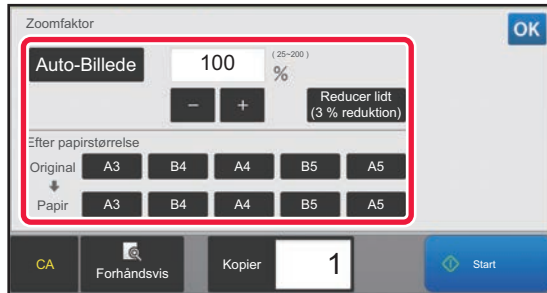 Zoomfaktor
OK
Auto-Billede
100
(25~200)
%
−
+
Reducer lidt
(3 % reduktion)
Efter papirstørrelse
Original A3 B4 A4 B5 A5
Papir A3 B4 A4 B5 A5
CA
Forhåndsvis
Kopier
1
Start